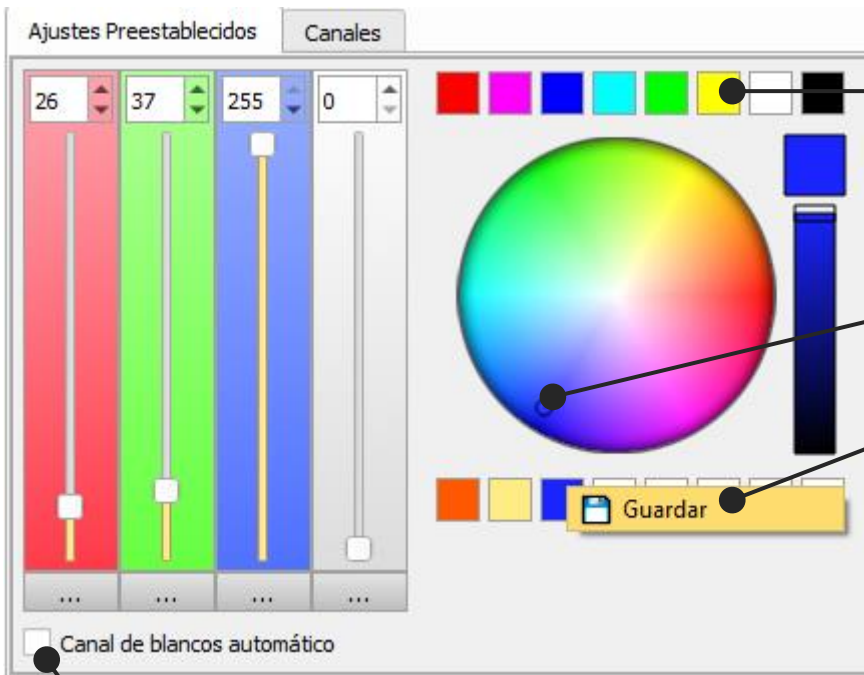 Ajustes Preestablecidos Canales
26 37 255 0
Guardar
... ... ... ...
Canal de blancos automático